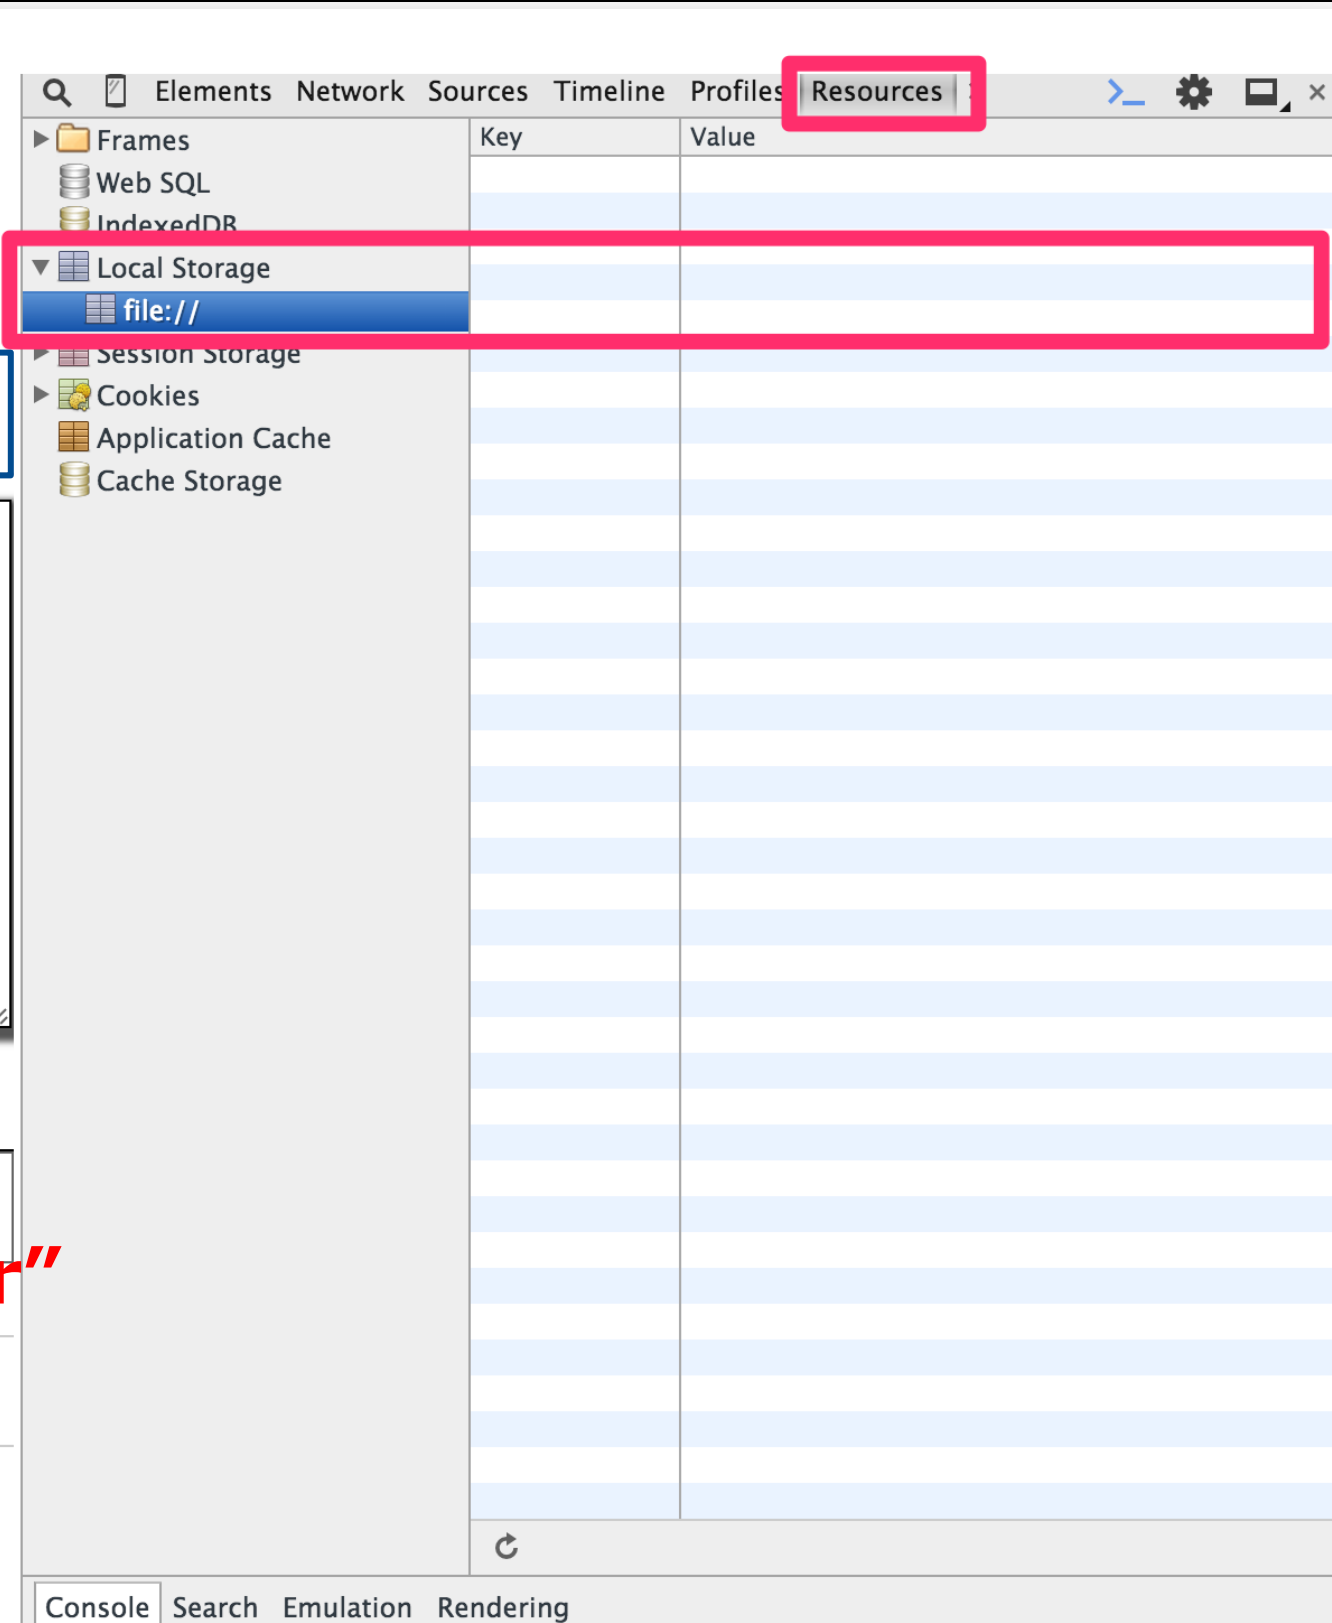 Elements Network Sources Timeline Profiles Resources
Key Value
Frames
Web SQL
IndexedDB
Local Storage
file://
Session Storage
Cookies
Application Cache
Cache Storage
r”
Console Search Emulation Rendering